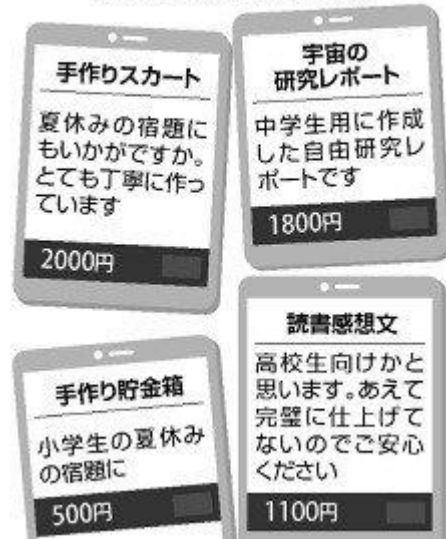 手作りスカート
夏休みの宿題に
もいかがですか。
とても丁寧に作っ
ています
2000円
宇宙の
研究レポート
中学生用に作成
した自由研究レ
ポートです
1800円
手作り貯金箱
小学生の夏休み
の宿題に
500円
読書感想文
高校生向けかと
思います。あえて
完璧に仕上げて
ないのでご安心
ください
1100円